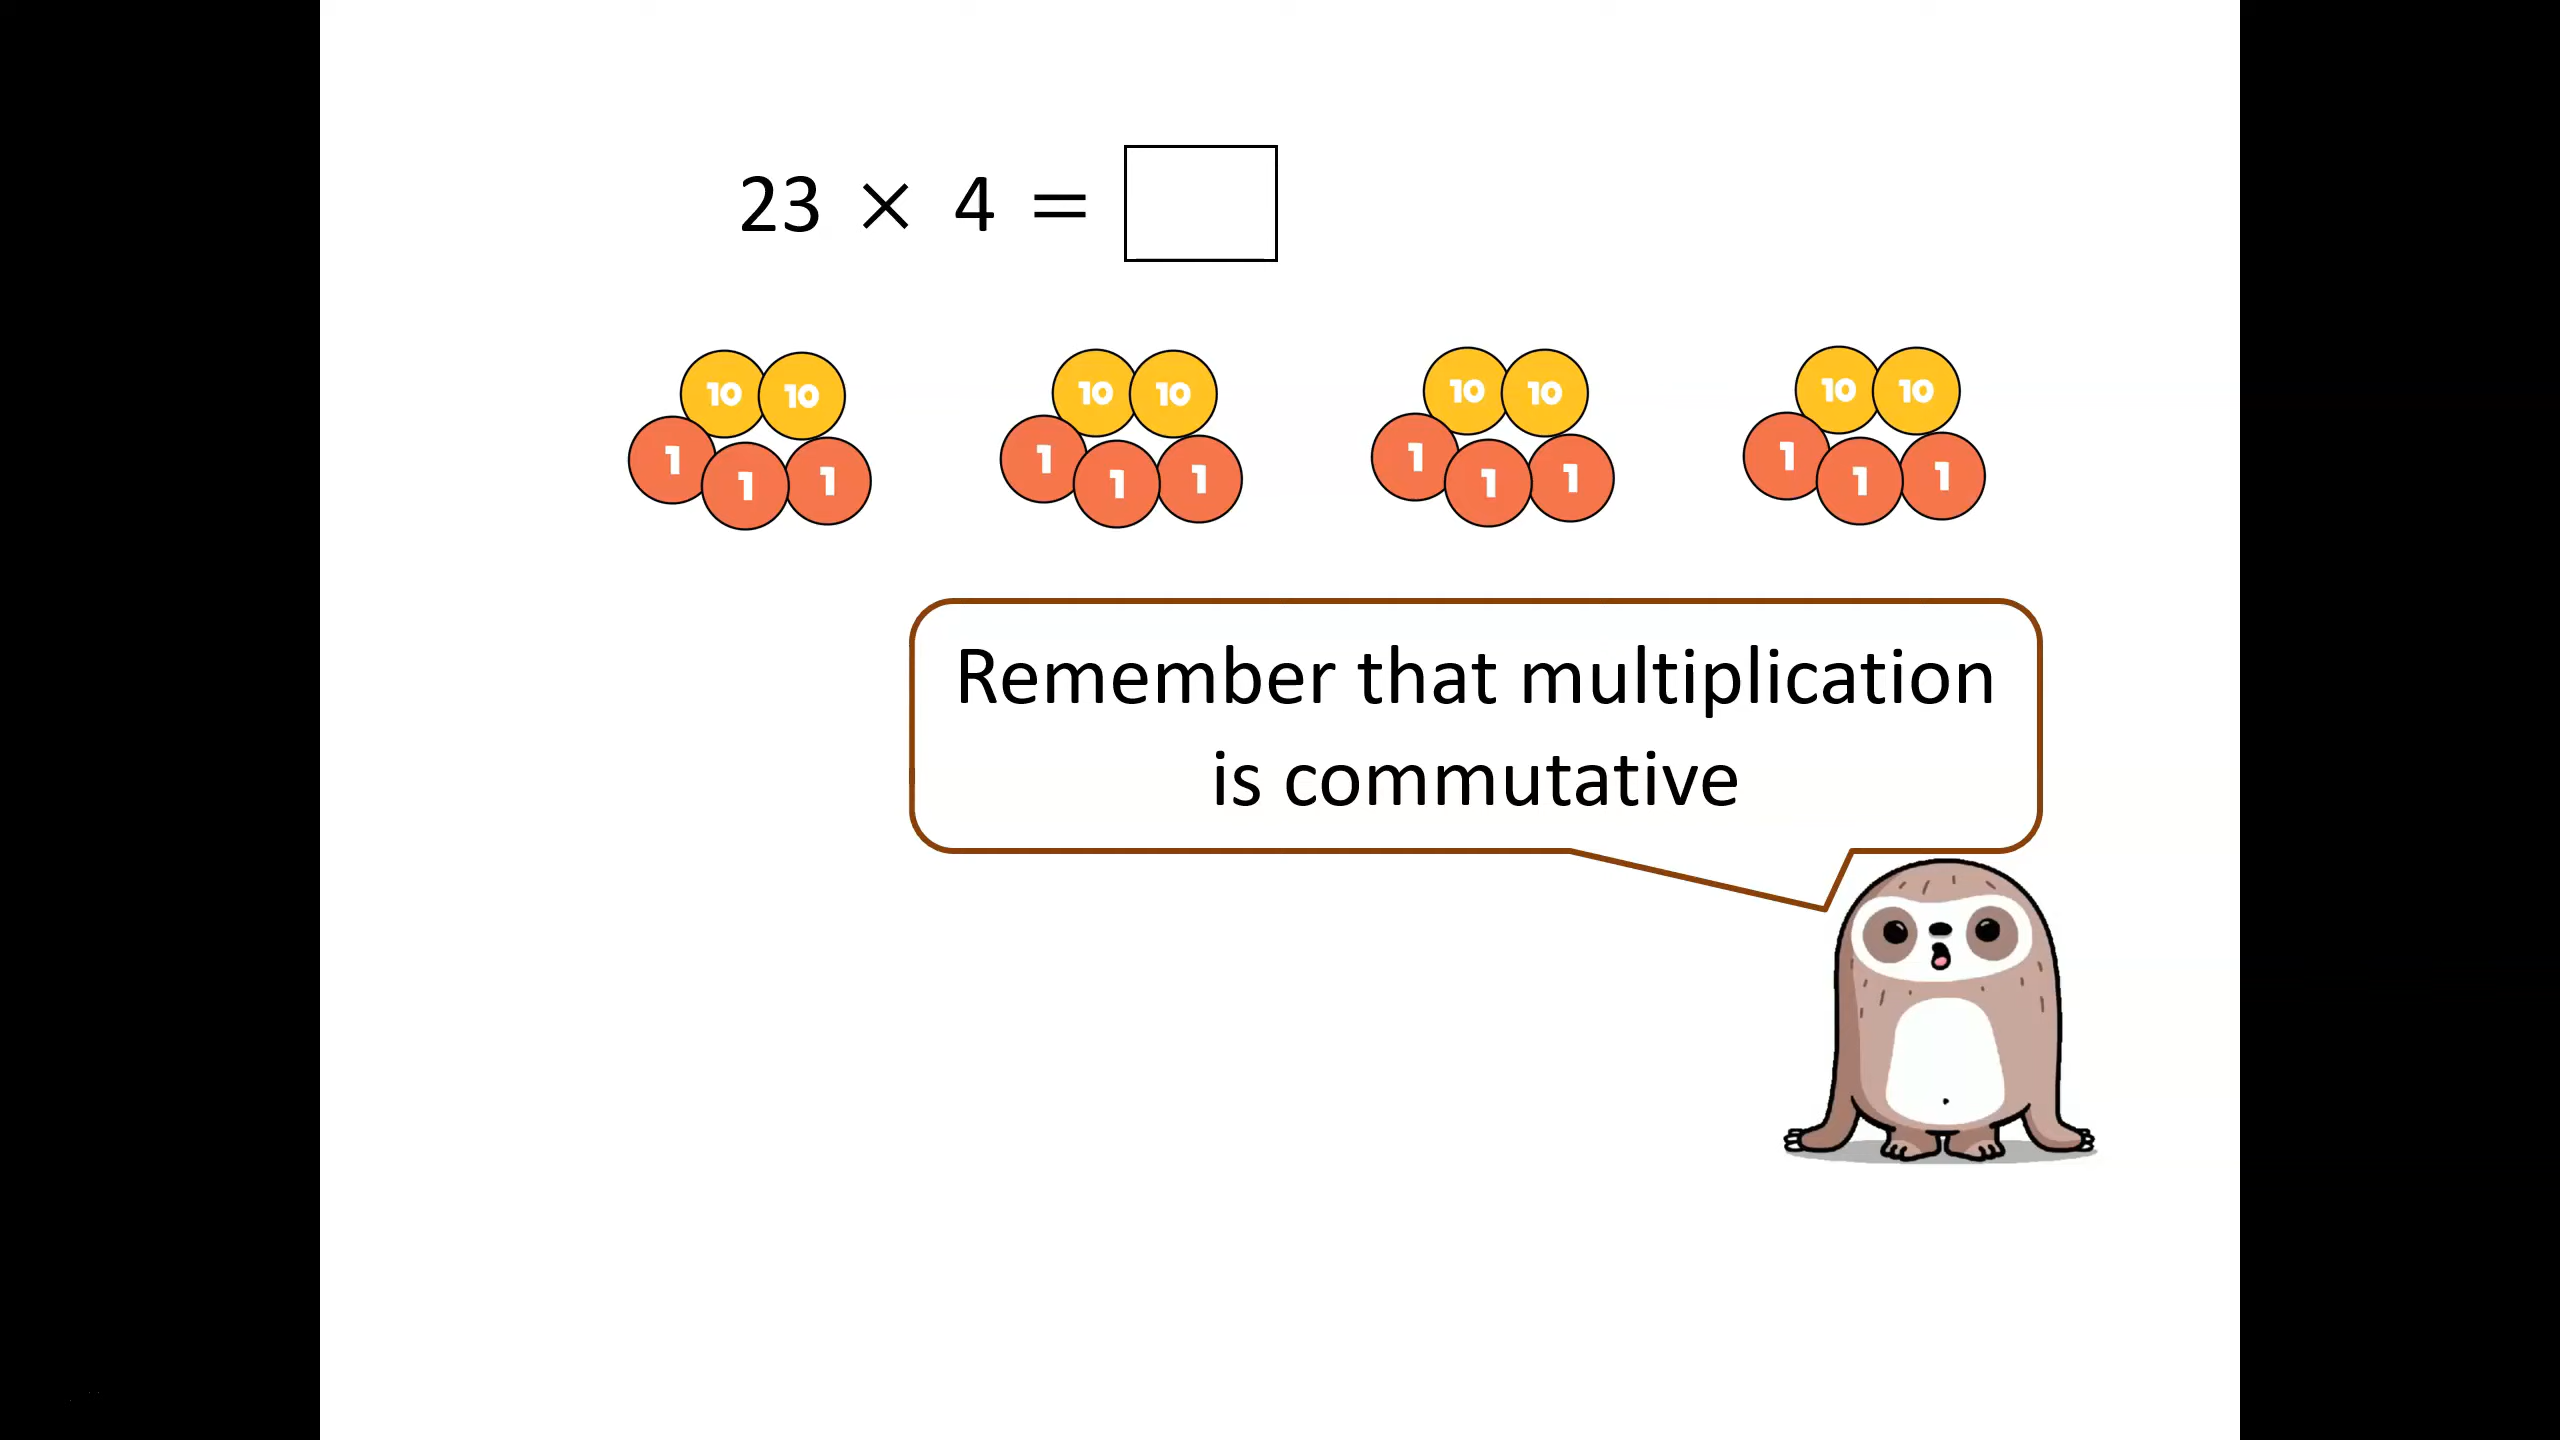 23 × 4 =
10 10 10 10 10 10 10 10
1 1 1 1 1 1 1 1 1 1 1 1
Remember that multiplication
is commutative